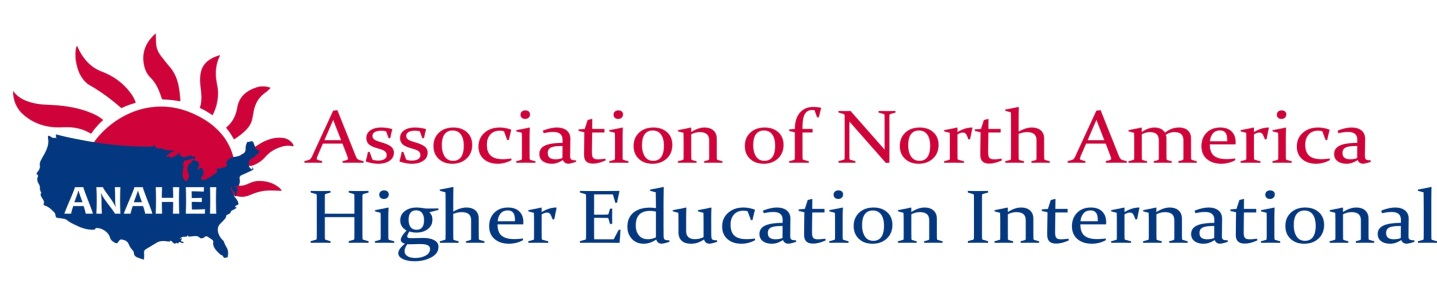 ANAHEI
Association of North America
Higher Education International